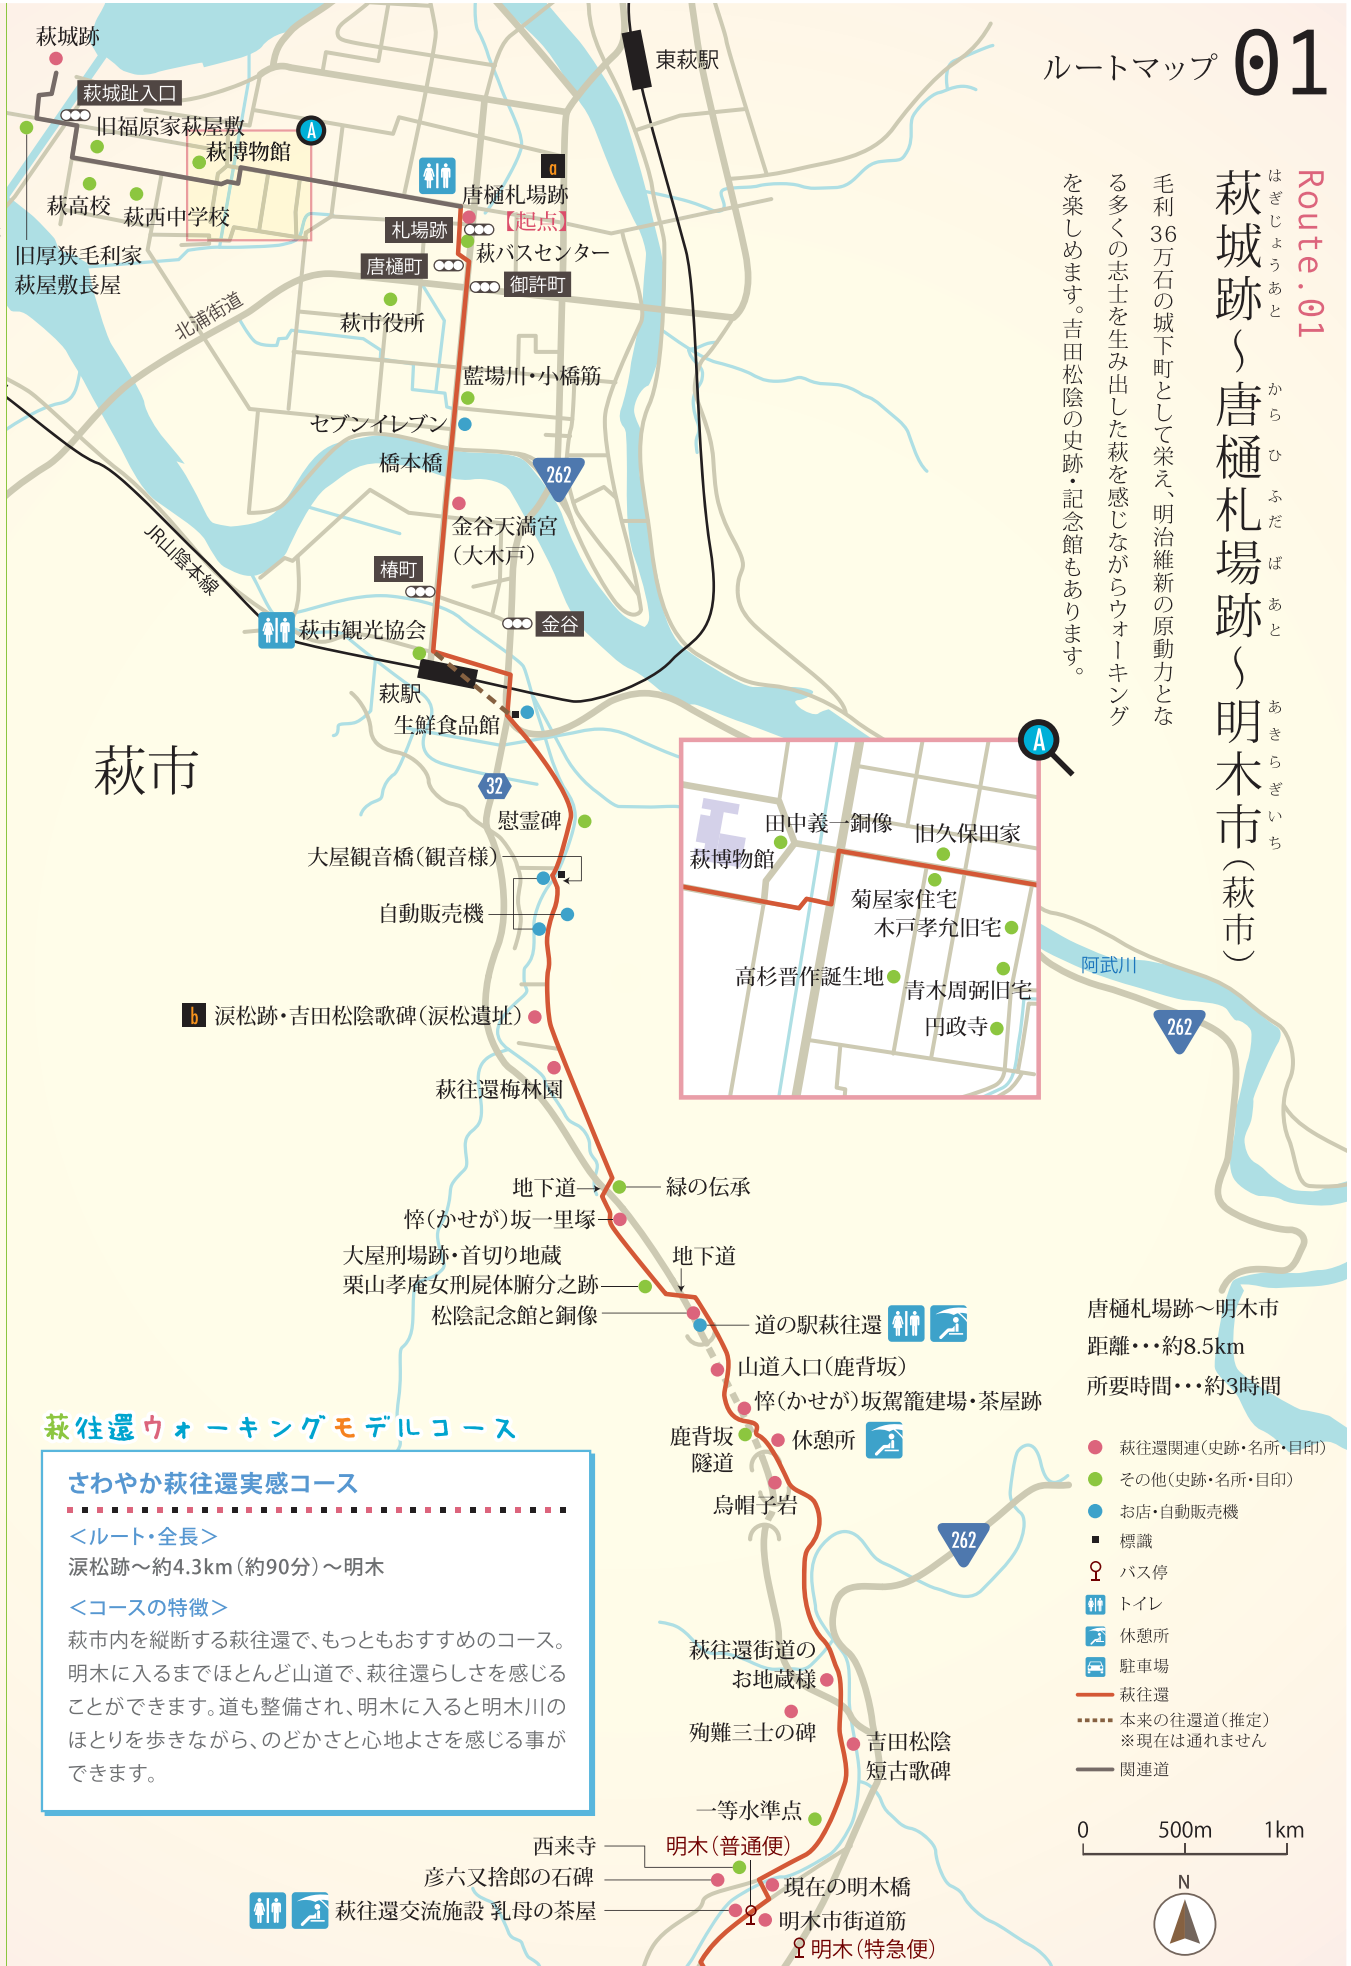 ルートマップ 01
Route.01
萩城跡〜唐樋札場跡〜明木市(萩市)
はぎじょうあと からひ ふだ ば あと あきらぎいち
毛利36万石の城下町として栄え、明治維新の原動力とな
る多くの志士を生み出した萩を感じながらウォーキング
を楽しめます。吉田松陰の史跡・記念館もあります。
萩城跡
萩城趾入口
旧福原家萩屋敷
萩博物館
A
萩高校
萩西中学校
旧厚狭毛利家
萩屋敷長屋
東萩駅
a
唐樋札場跡
【起点】
札場跡
萩バスセンター
唐樋町
御許町
北浦街道
萩市役所
藍場川・小橋筋
セブンイレブン
橋本橋
262
金谷天満宮
(大木戸)
JR山陰本線
椿町
金谷
萩市観光協会
萩駅
生鮮食品館
萩市
32
慰霊碑
大屋観音橋(観音様)
自動販売機
b
涙松跡・吉田松陰歌碑(涙松遺址)
萩往還梅林園
A
田中義一銅像
旧久保田家
萩博物館
菊屋家住宅
木戸孝允旧宅
高杉晋作誕生地
青木周弼旧宅
円政寺
阿武川
262
地下道
緑の伝承
悴(かせが)坂一里塚
大屋刑場跡・首切り地蔵
地下道
栗山孝庵女刑屍体腑分之跡
松陰記念館と銅像
道の駅萩往還
山道入口(鹿背坂)
悴(かせが)坂駕籠建場・茶屋跡
鹿背坂
隧道
休憩所
烏帽子岩
262
萩往還街道の
お地蔵様
殉難三士の碑
吉田松陰
短古歌碑
一等水準点
西来寺
明木(普通便)
彦六又捨郎の石碑
現在の明木橋
萩往還交流施設 乳母の茶屋
明木市街道筋
明木(特急便)
唐樋札場跡〜明木市
距離・・・約8.5km
所要時間・・・約3時間
萩往還関連(史跡・名所・目印)
その他(史跡・名所・目印)
お店・自動販売機
標識
バス停
トイレ
休憩所
駐車場
萩往還
本来の往還道(推定)
※現在は通れません
関連道
0 500m 1km
N
萩往還ウォーキングモデルコース
さわやか萩往還実感コース
＜ルート・全長＞
涙松跡〜約4.3km(約90分)〜明木
＜コースの特徴＞
萩市内を縦断する萩往還で、もっともおすすめのコース。
明木に入るまでほとんど山道で、萩往還らしさを感じる
ことができます。道も整備され、明木に入ると明木川の
ほとりを歩きながら、のどかさと心地よさを感じる事が
できます。